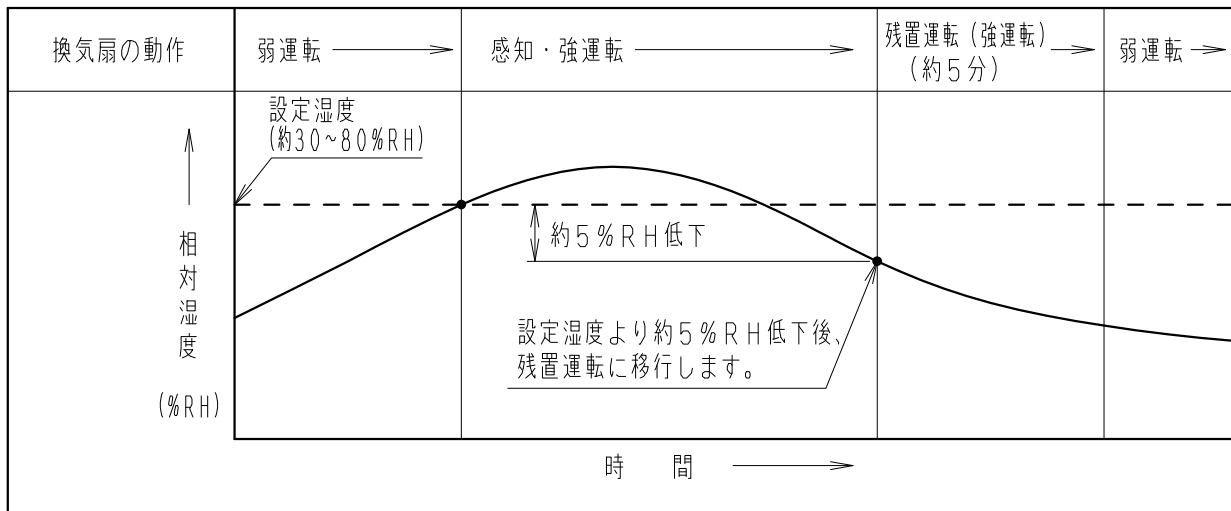 換気扇の動作
弱運転
感知・強運転
残置運転(強運転)
(約5分)
弱運転
設定湿度
(約30~80%RH)
相対湿度
(%RH)
約5%RH低下
設定湿度より約5%RH低下後、
残置運転に移行します。
時 間